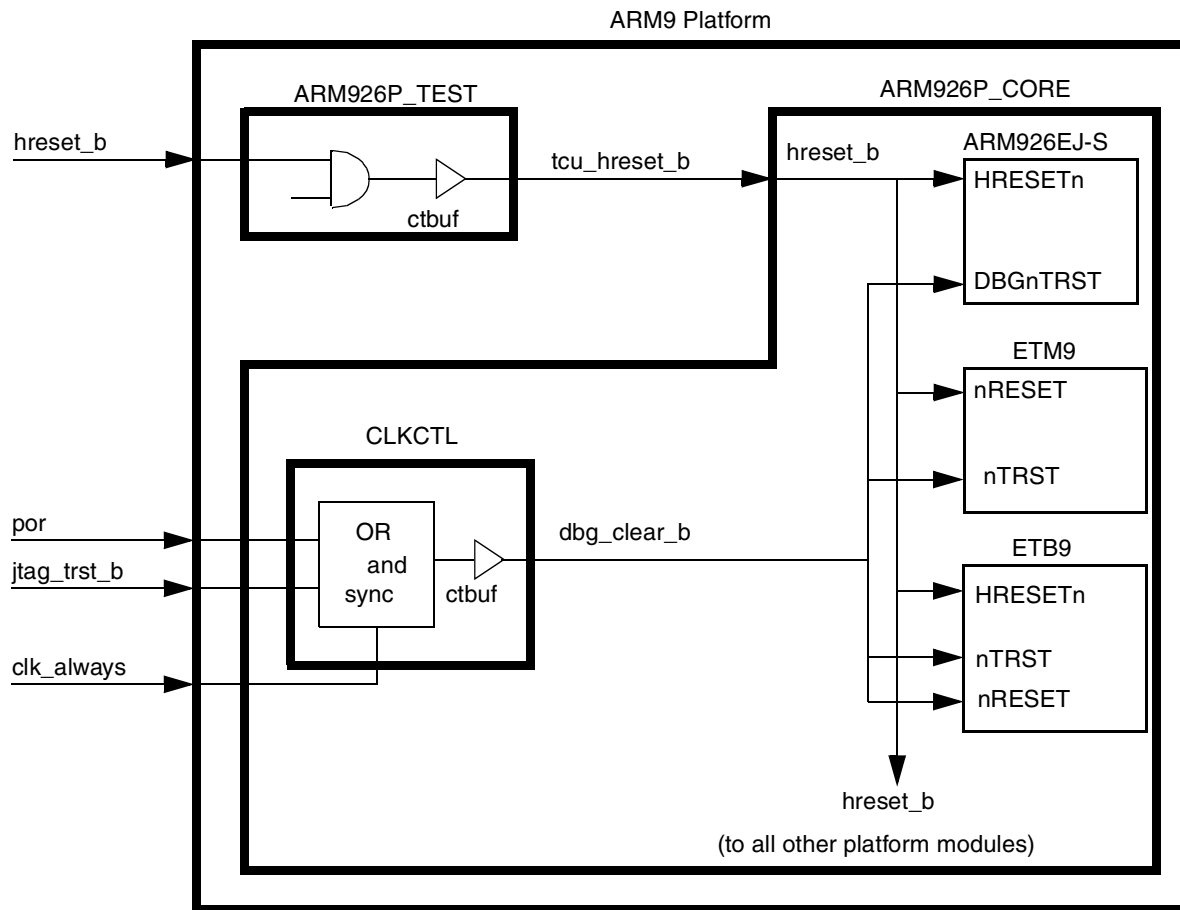 ARM9 Platform
ARM926P_TEST
ARM926P_CORE
hreset_b
tcu_hreset_b
hreset_b
ctbuf
ARM926EJ-S
HRESETn
DBGnTRST
ETM9
nRESET
nTRST
CLKCTL
por
jtag_trst_b
clk_always
OR
and
sync
ctbuf
dbg_clear_b
ETB9
HRESETn
nTRST
nRESET
hreset_b
(to all other platform modules)